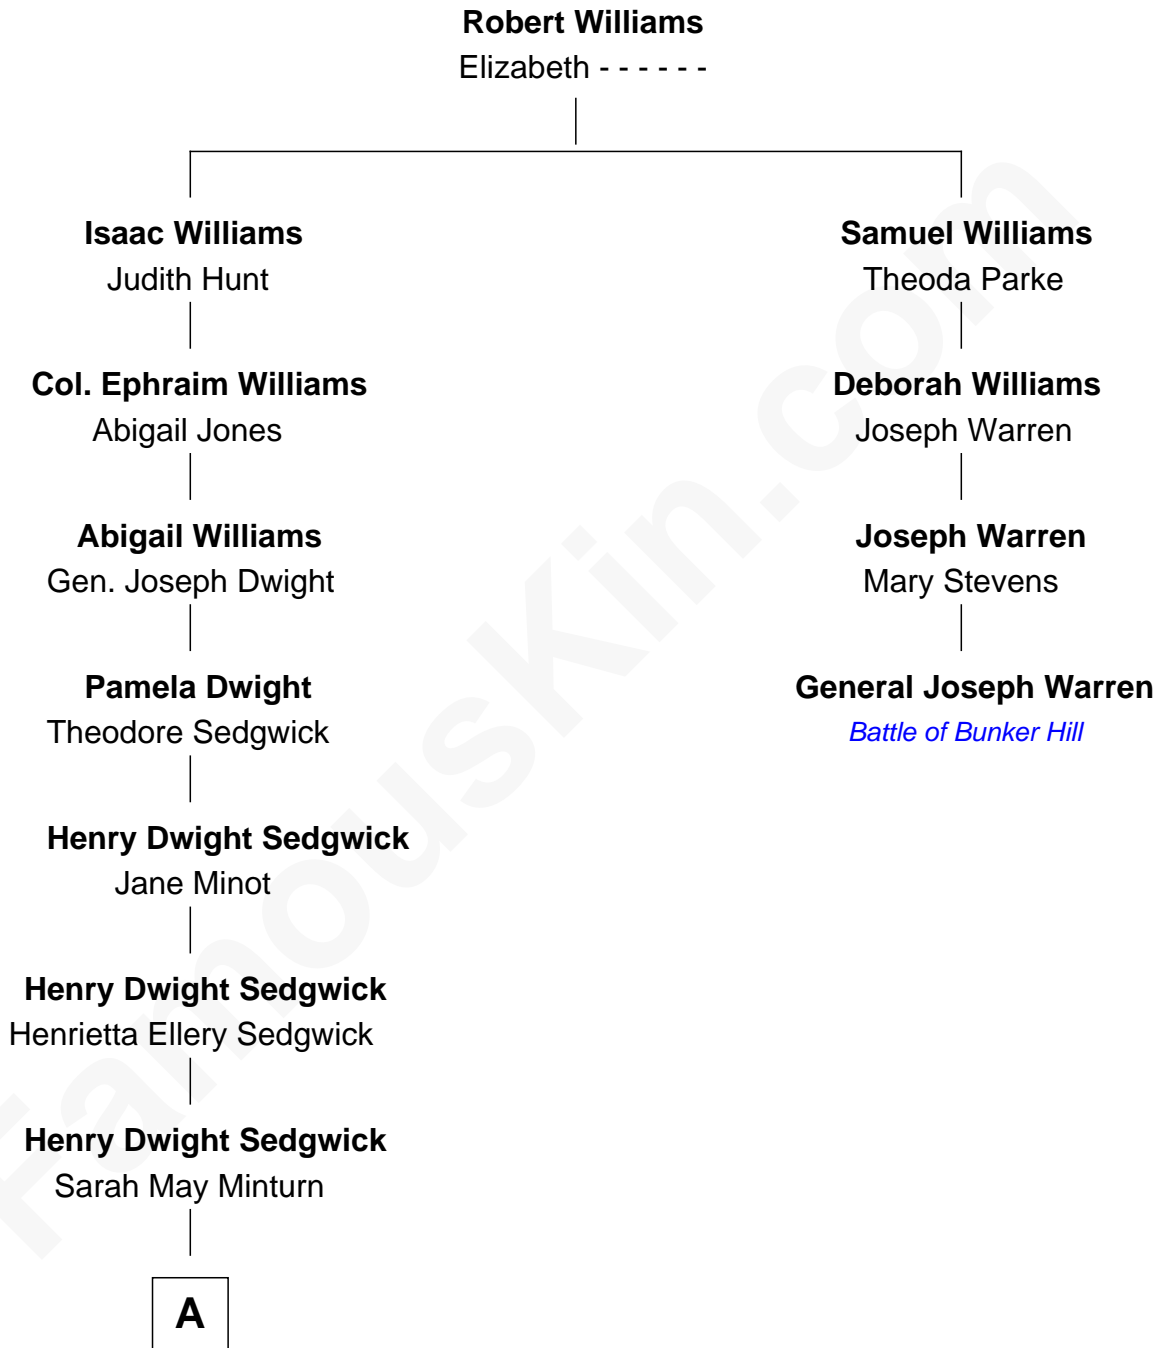 Robert Williams
Elizabeth - - - - - -
Isaac Williams
Judith Hunt
Samuel Williams
Theoda Parke
Col. Ephraim Williams
Abigail Jones
Deborah Williams
Joseph Warren
Abigail Williams
Gen. Joseph Dwight
Joseph Warren
Mary Stevens
Pamela Dwight
Theodore Sedgwick
General Joseph Warren
Battle of Bunker Hill
Henry Dwight Sedgwick
Jane Minot
Henry Dwight Sedgwick
Henrietta Ellery Sedgwick
Henry Dwight Sedgwick
Sarah May Minturn
A
FamousKin.com